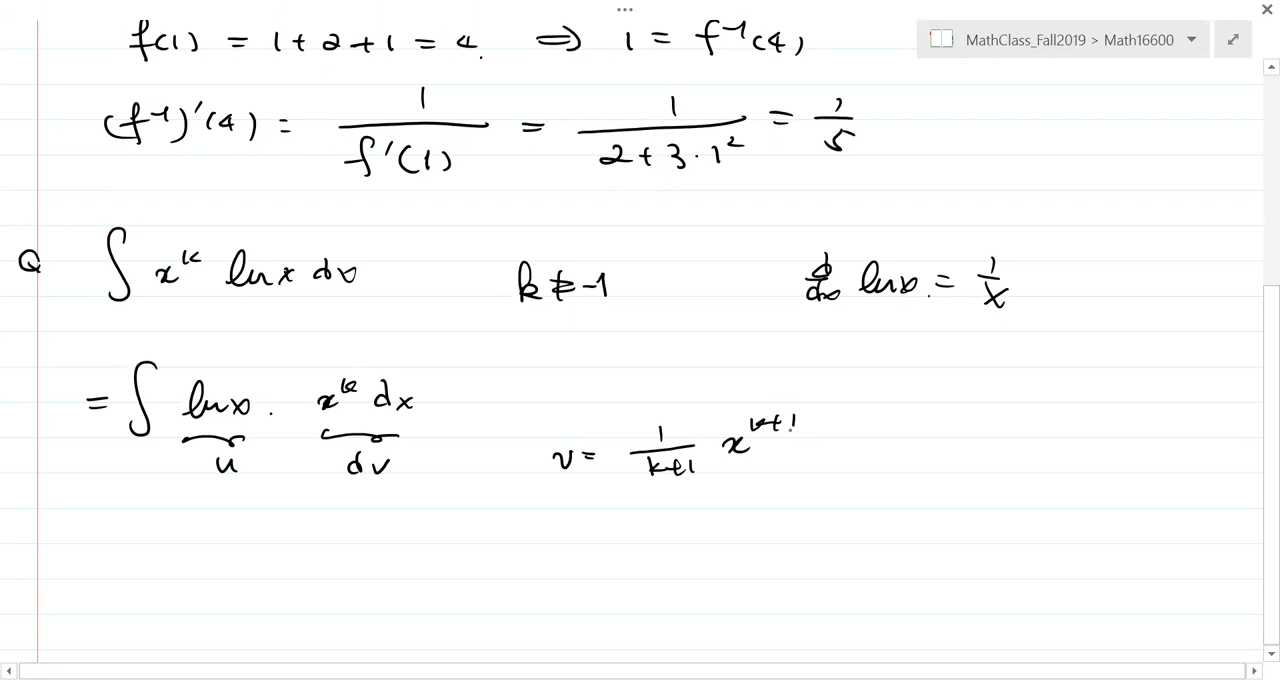 f(1) = 1 + 2 + 1 = 4. ⟹ 1 = f⁻¹(4)
MathClass_Fall2019 > Math16600
(f⁻¹)'(4) = 1/f'(1) = 1/(2 + 3 · 1²) = 1/5
Q ∫ x^k ln x dx k ≠ -1 d/dx ln x = 1/x
= ∫ ln x · x^k dx
u dv v = 1/(k+1) x^(k+1)